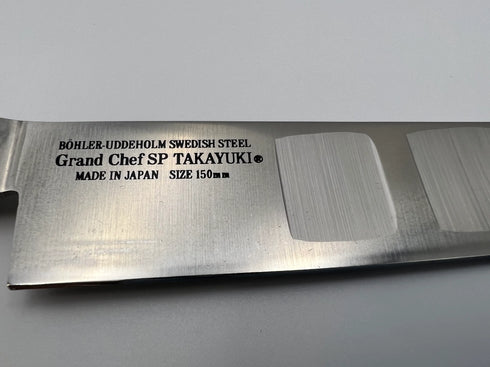 BÖHLER-UDDEHOLM SWEDISH STEEL
Grand Chef SP TAKAYUKI®
MADE IN JAPAN SIZE 150mm